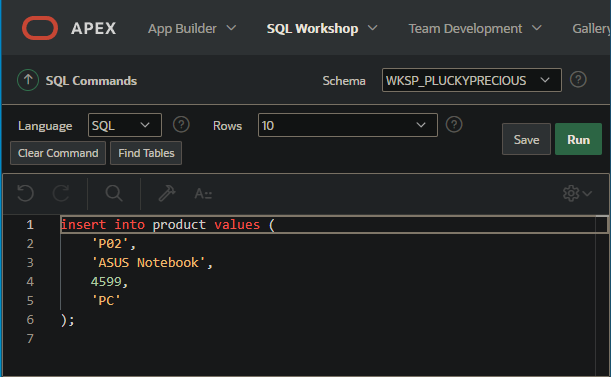 APEX App Builder SQL Workshop Team Development Gallery
SQL Commands Schema WKSP_PLUCKYPRECIOUS ?
Language SQL ? Rows 10 ? Save Run
Clear Command Find Tables
A::
1 insert into product values (
2 'P02',
3 'ASUS Notebook',
4 4599,
5 'PC'
6 );
7